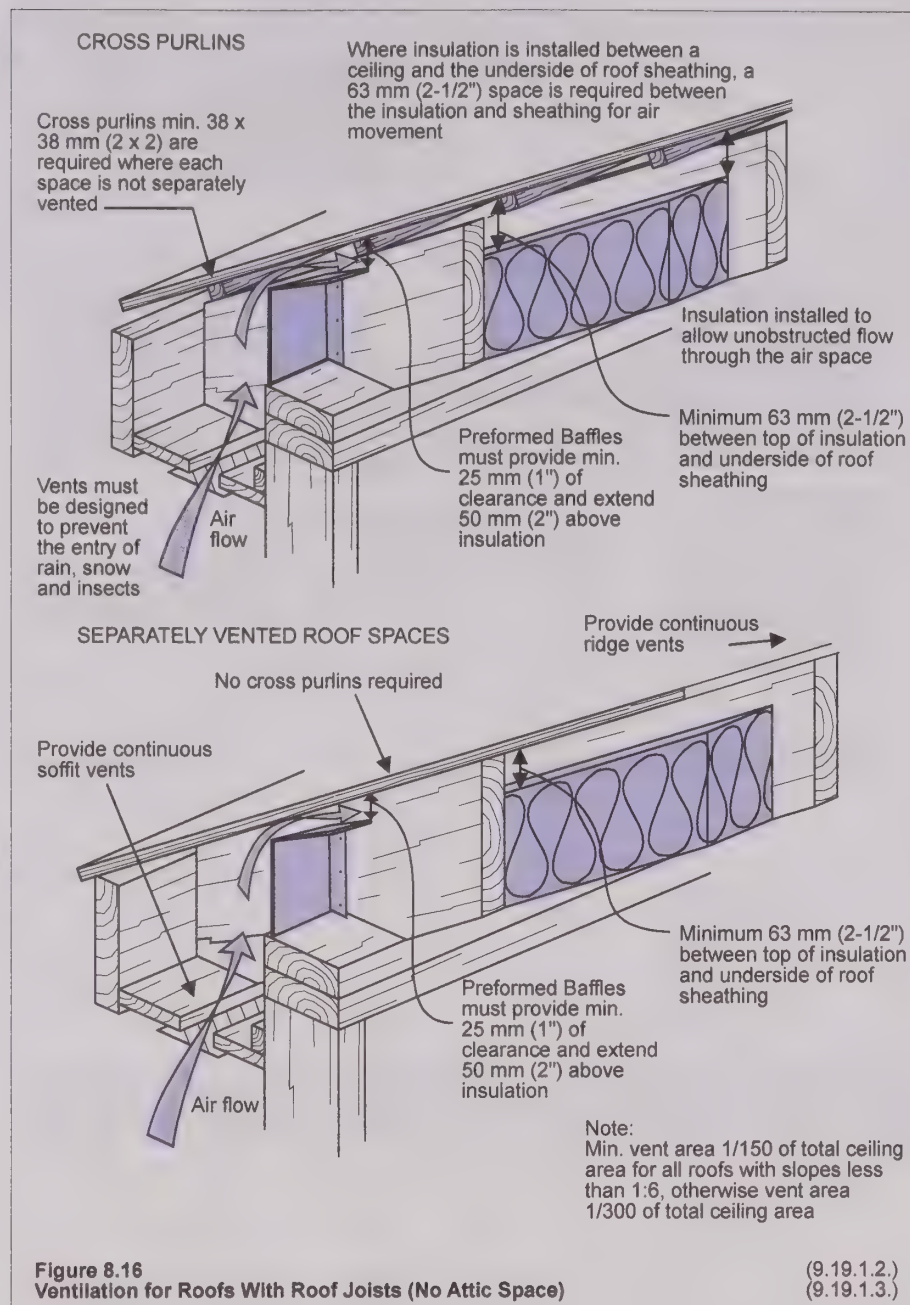 CROSS PURLINS
Where insulation is installed between a
ceiling and the underside of roof sheathing, a
63 mm (2-1/2") space is required between
the insulation and sheathing for air
movement
Cross purlins min. 38 x
38 mm (2 x 2) are
required where each
space is not separately
vented
Insulation installed to
allow unobstructed flow
through the air space
Minimum 63 mm (2-1/2")
between top of insulation
and underside of roof
sheathing
Preformed Baffles
must provide min.
25 mm (1") of
clearance and extend
50 mm (2") above
insulation
Vents must
be designed
to prevent
the entry of
rain, snow
and insects
Air
flow
SEPARATELY VENTED ROOF SPACES
Provide continuous
ridge vents
No cross purlins required
Provide continuous
soffit vents
Minimum 63 mm (2-1/2")
between top of insulation
and underside of roof
sheathing
Preformed Baffles
must provide min.
25 mm (1") of
clearance and extend
50 mm (2") above
insulation
Air flow
Note:
Min. vent area 1/150 of total ceiling
area for all roofs with slopes less
than 1:6, otherwise vent area
1/300 of total ceiling area
Figure 8.16 (9.19.1.2.)
Ventilation for Roofs With Roof Joists (No Attic Space) (9.19.1.3.)